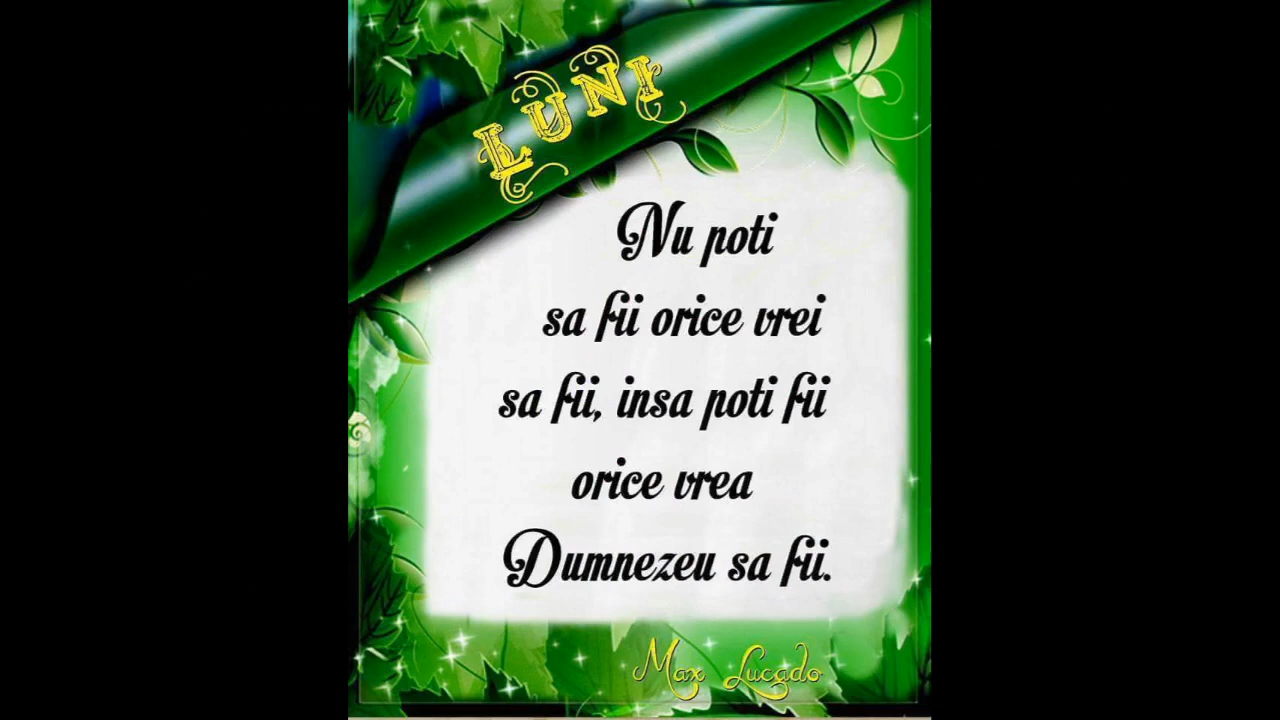 LUNI
Nu poti
sa fii orice vrei
sa fii, insa poti fii
orice vrea
Dumnezeu sa fii.
Max Lucado